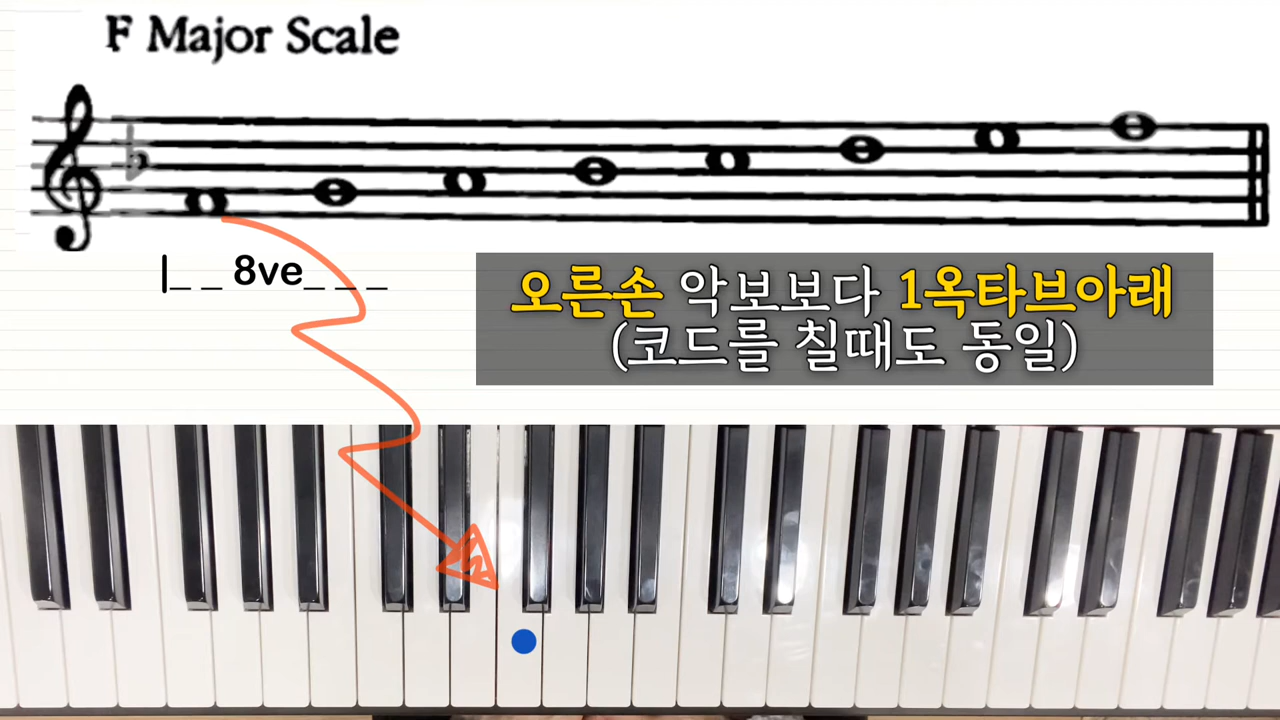 F Major Scale
|_ _ 8ve_ _ _
오른손 악보보다 1옥타브아래
(코드를 칠때도 동일)